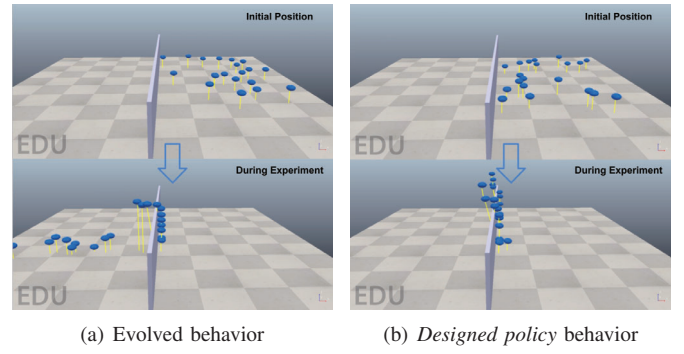 Initial Position
Initial Position
EDU
EDU
During Experiment
During Experiment
EDU
EDU
(a) Evolved behavior
(b) Designed policy behavior